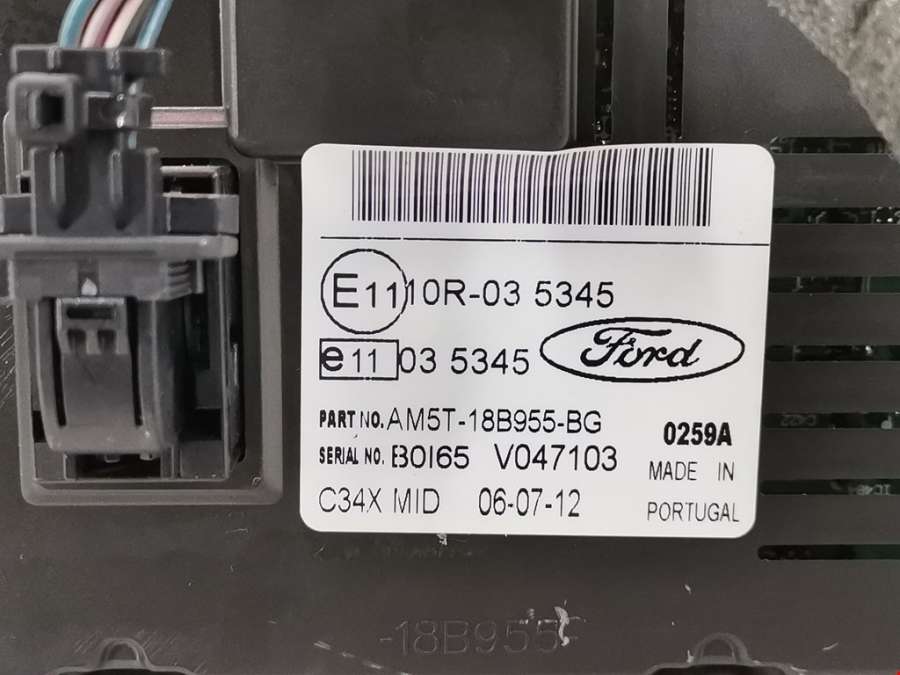 E11 10R-03 5345
e11 03 5345 Ford
PART NO. AM5T-18B955-BG
0259A
SERIAL NO. B0I65 V047103
MADE IN
C34X MID 06-07-12
PORTUGAL
-18B955-